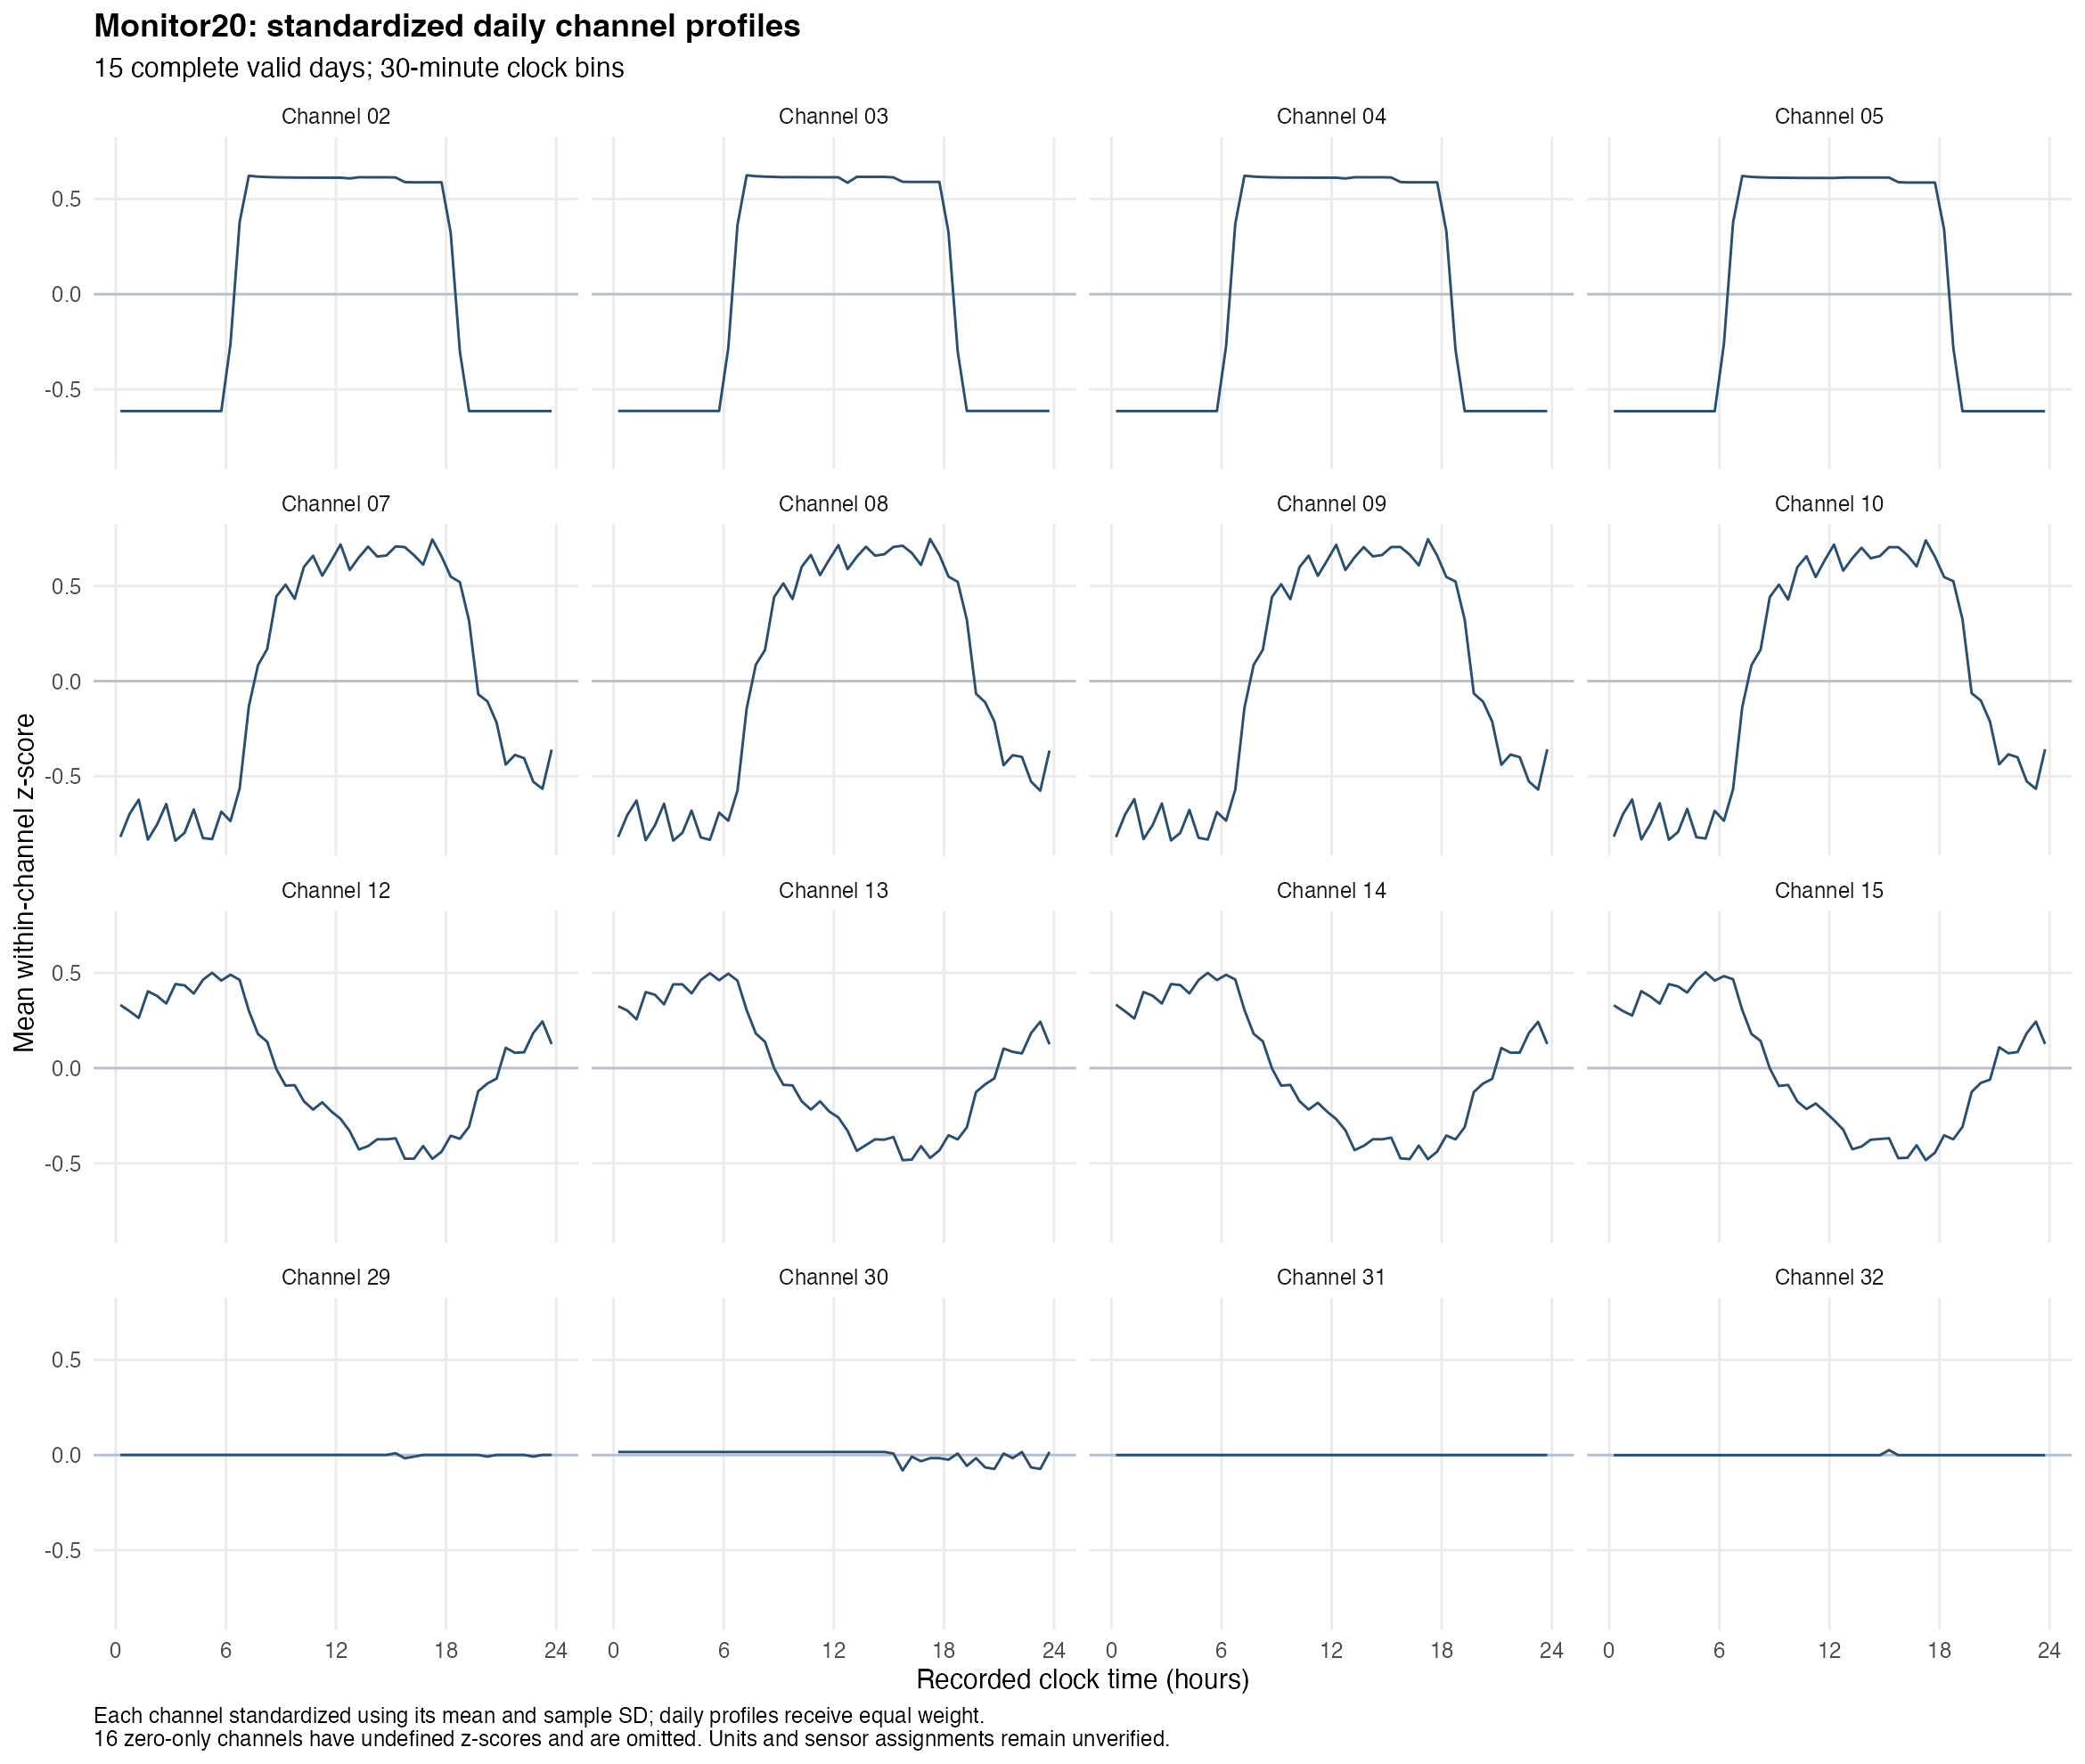 Monitor20: standardized daily channel profiles
15 complete valid days; 30-minute clock bins
Channel 02 Channel 03 Channel 04 Channel 05
0.5
0.0
-0.5
Channel 07 Channel 08 Channel 09 Channel 10
0.5
0.0
-0.5
Mean within-channel z-score
Channel 12 Channel 13 Channel 14 Channel 15
0.5
0.0
-0.5
Channel 29 Channel 30 Channel 31 Channel 32
0.5
0.0
-0.5
0 6 12 18 24 0 6 12 18 24 0 6 12 18 24 0 6 12 18 24
Recorded clock time (hours)
Each channel standardized using its mean and sample SD; daily profiles receive equal weight.
16 zero-only channels have undefined z-scores and are omitted. Units and sensor assignments remain unverified.